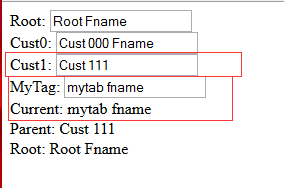 Root: Root Fname
Cust0: Cust 000 Fname
Cust1: Cust 111
MyTag: mytab fname
Current: mytab fname
Parent: Cust 111
Root: Root Fname